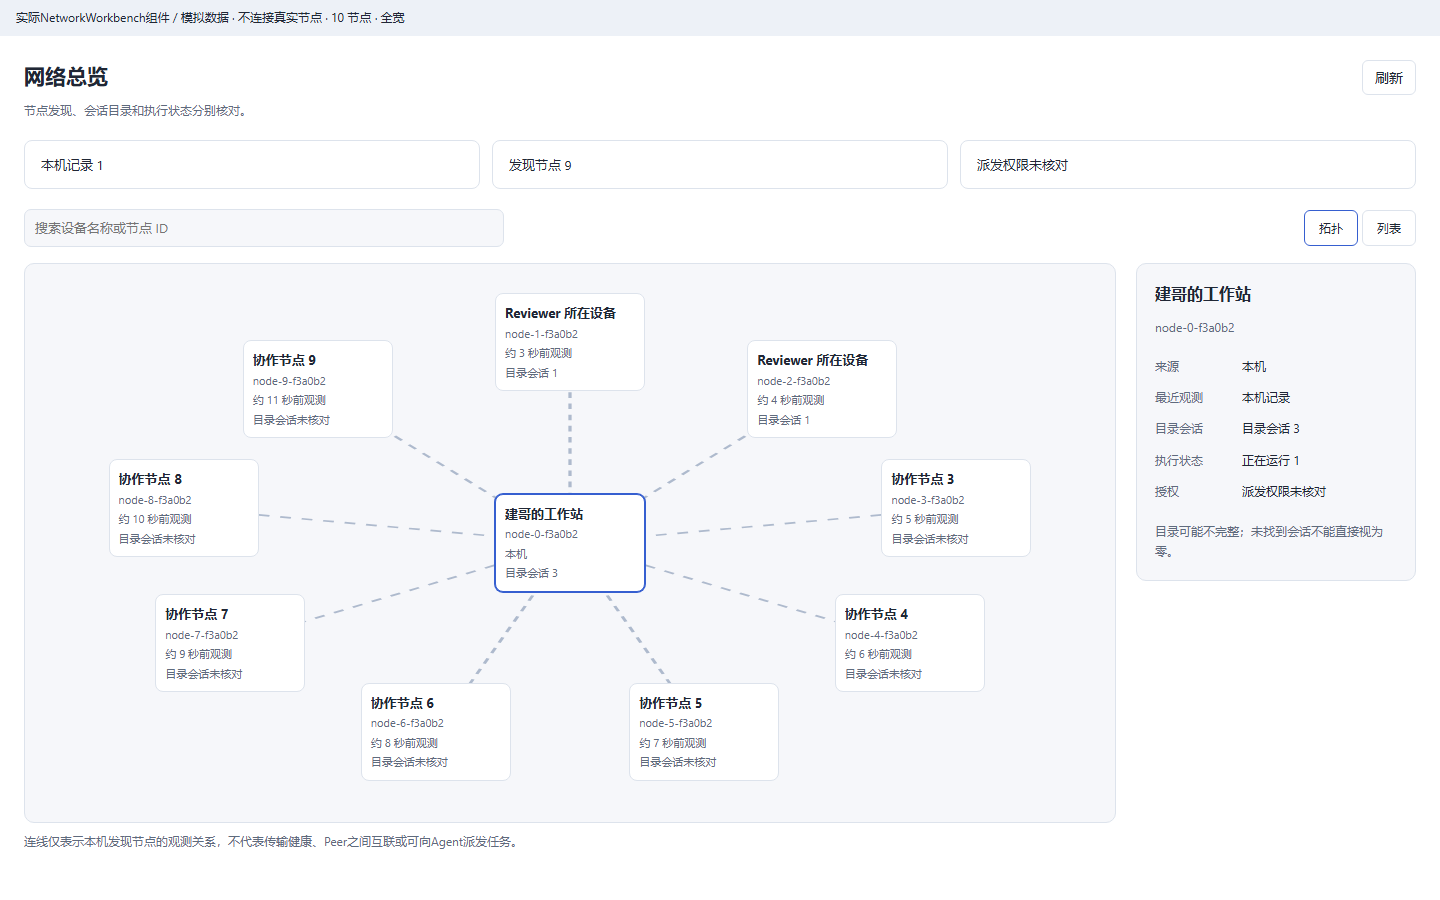 实际NetworkWorkbench组件 / 模拟数据 · 不连接真实节点 · 10 节点 · 全宽
网络总览
刷新
节点发现、会话目录和执行状态分别核对。
本机记录 1
发现节点 9
派发权限未核对
搜索设备名称或节点 ID
拓扑
列表
Reviewer 所在设备
node-1-f3a0b2
约 3 秒前观测
目录会话 1
协作节点 9
node-9-f3a0b2
约 11 秒前观测
目录会话未核对
Reviewer 所在设备
node-2-f3a0b2
约 4 秒前观测
目录会话 1
协作节点 8
node-8-f3a0b2
约 10 秒前观测
目录会话未核对
建哥的工作站
node-0-f3a0b2
本机
目录会话 3
协作节点 3
node-3-f3a0b2
约 5 秒前观测
目录会话未核对
协作节点 7
node-7-f3a0b2
约 9 秒前观测
目录会话未核对
协作节点 4
node-4-f3a0b2
约 6 秒前观测
目录会话未核对
协作节点 6
node-6-f3a0b2
约 8 秒前观测
目录会话未核对
协作节点 5
node-5-f3a0b2
约 7 秒前观测
目录会话未核对
建哥的工作站
node-0-f3a0b2
来源 本机
最近观测 本机记录
目录会话 目录会话 3
执行状态 正在运行 1
授权 派发权限未核对
目录可能不完整；未找到会话不能直接视为
零。
连线仅表示本机发现节点的观测关系，不代表传输健康、Peer之间互联或可向Agent派发任务。